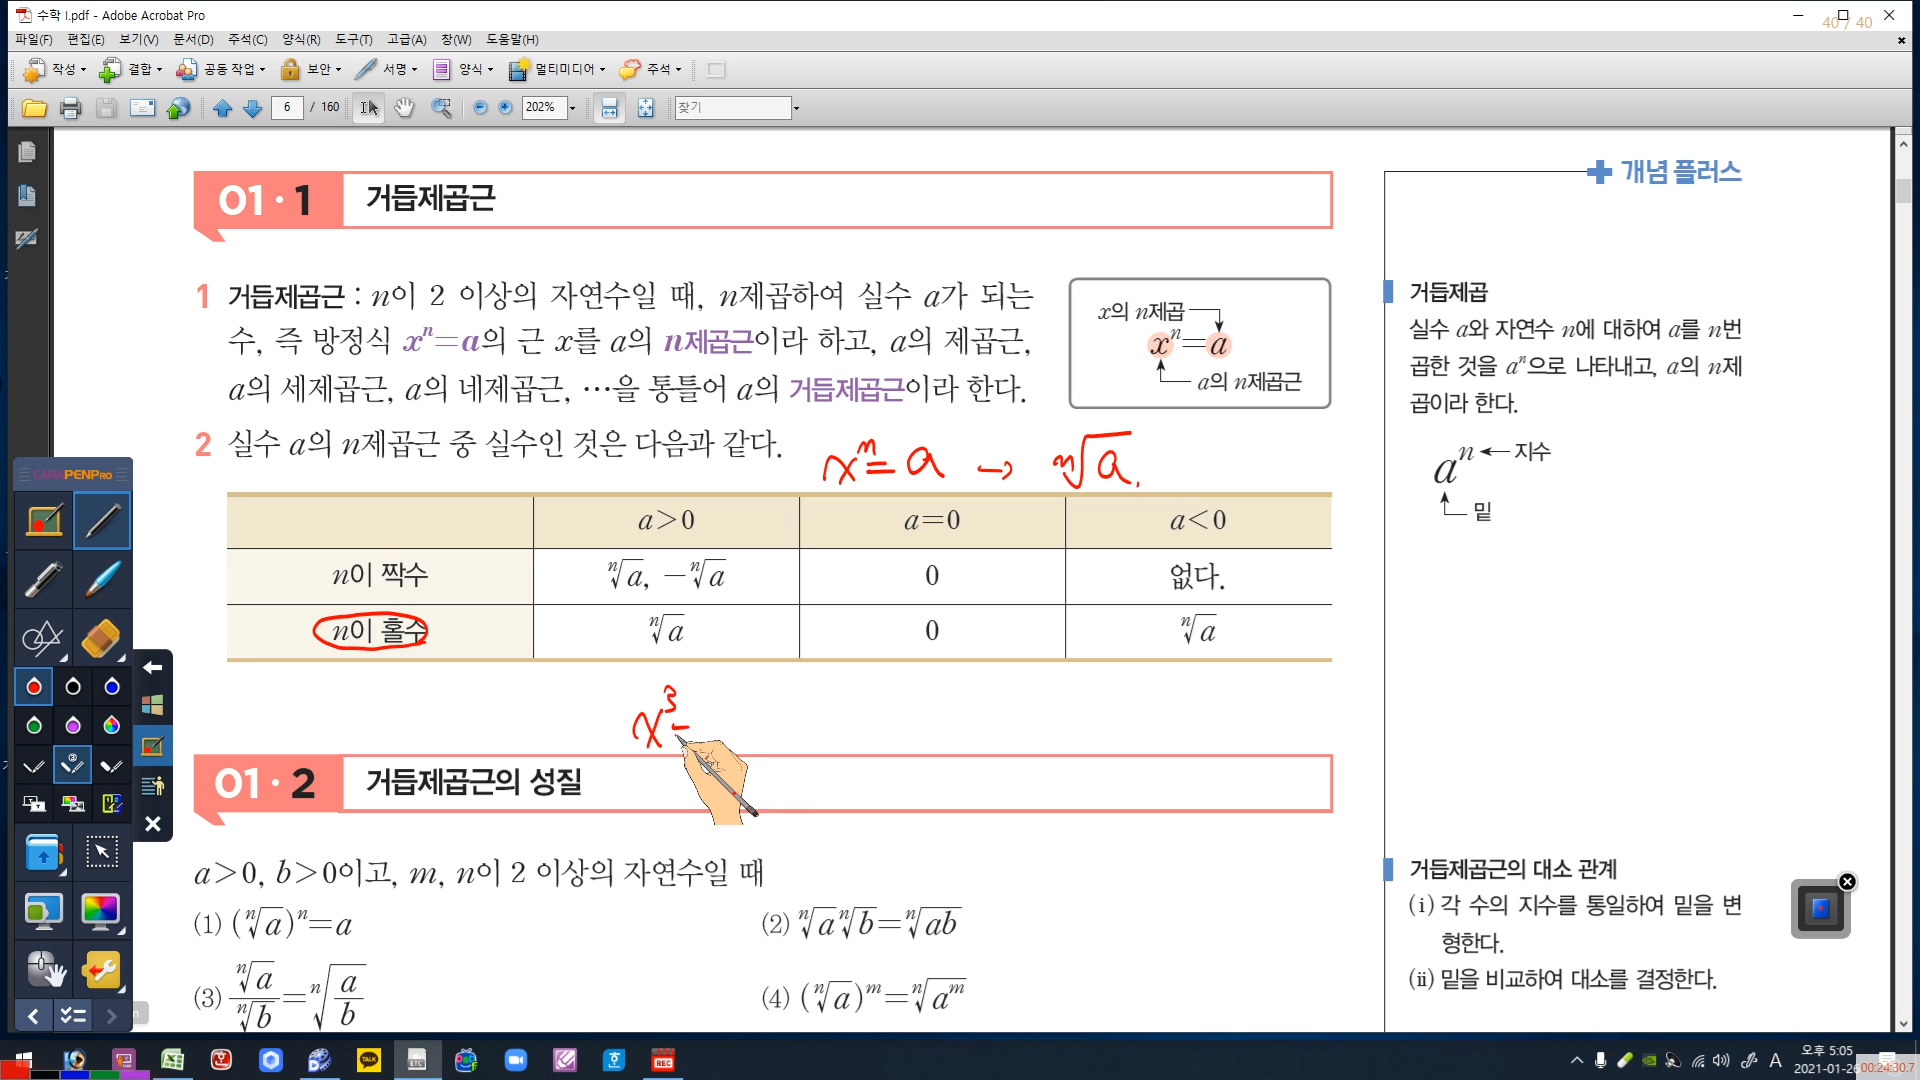 수학 I.pdf - Adobe Acrobat Pro
40 / 40
파일(F) 편집(E) 보기(V) 문서(D) 주석(C) 양식(R) 도구(T) 고급(A) 창(W) 도움말(H)
작성 결합 공동 작업 보안 서명 양식 멀티미디어 주석
6 / 160 202% 찾기
개념 플러스
01·1 거듭제곱근
1 거듭제곱근 : n이 2 이상의 자연수일 때, n제곱하여 실수 a가 되는
수, 즉 방정식 xⁿ=a의 근 x를 a의 n제곱근이라 하고, a의 제곱근,
a의 세제곱근, a의 네제곱근, …을 통틀어 a의 거듭제곱근이라 한다.
x의 n제곱
xⁿ=a
a의 n제곱근
2 실수 a의 n제곱근 중 실수인 것은 다음과 같다.
xⁿ=a → ⁿ√a.
a>0 a=0 a<0
n이 짝수 ⁿ√a, −ⁿ√a 0 없다.
n이 홀수 ⁿ√a 0 ⁿ√a
x³-
01·2 거듭제곱근의 성질
a>0, b>0이고, m, n이 2 이상의 자연수일 때
(1) (ⁿ√a)ⁿ=a
(2) ⁿ√a ⁿ√b=ⁿ√ab
(3) ⁿ√a/ⁿ√b=ⁿ√(a/b)
(4) (ⁿ√a)ᵐ=ⁿ√aᵐ
거듭제곱
실수 a와 자연수 n에 대하여 a를 n번
곱한 것을 aⁿ으로 나타내고, a의 n제
곱이라 한다.
aⁿ ← 지수
밑
거듭제곱근의 대소 관계
(ⅰ) 각 수의 지수를 통일하여 밑을 변
형한다.
(ⅱ) 밑을 비교하여 대소를 결정한다.
PENPRO
TALK
LTC
REC
A
오후 5:05
2021-01-26
00:24:30.7